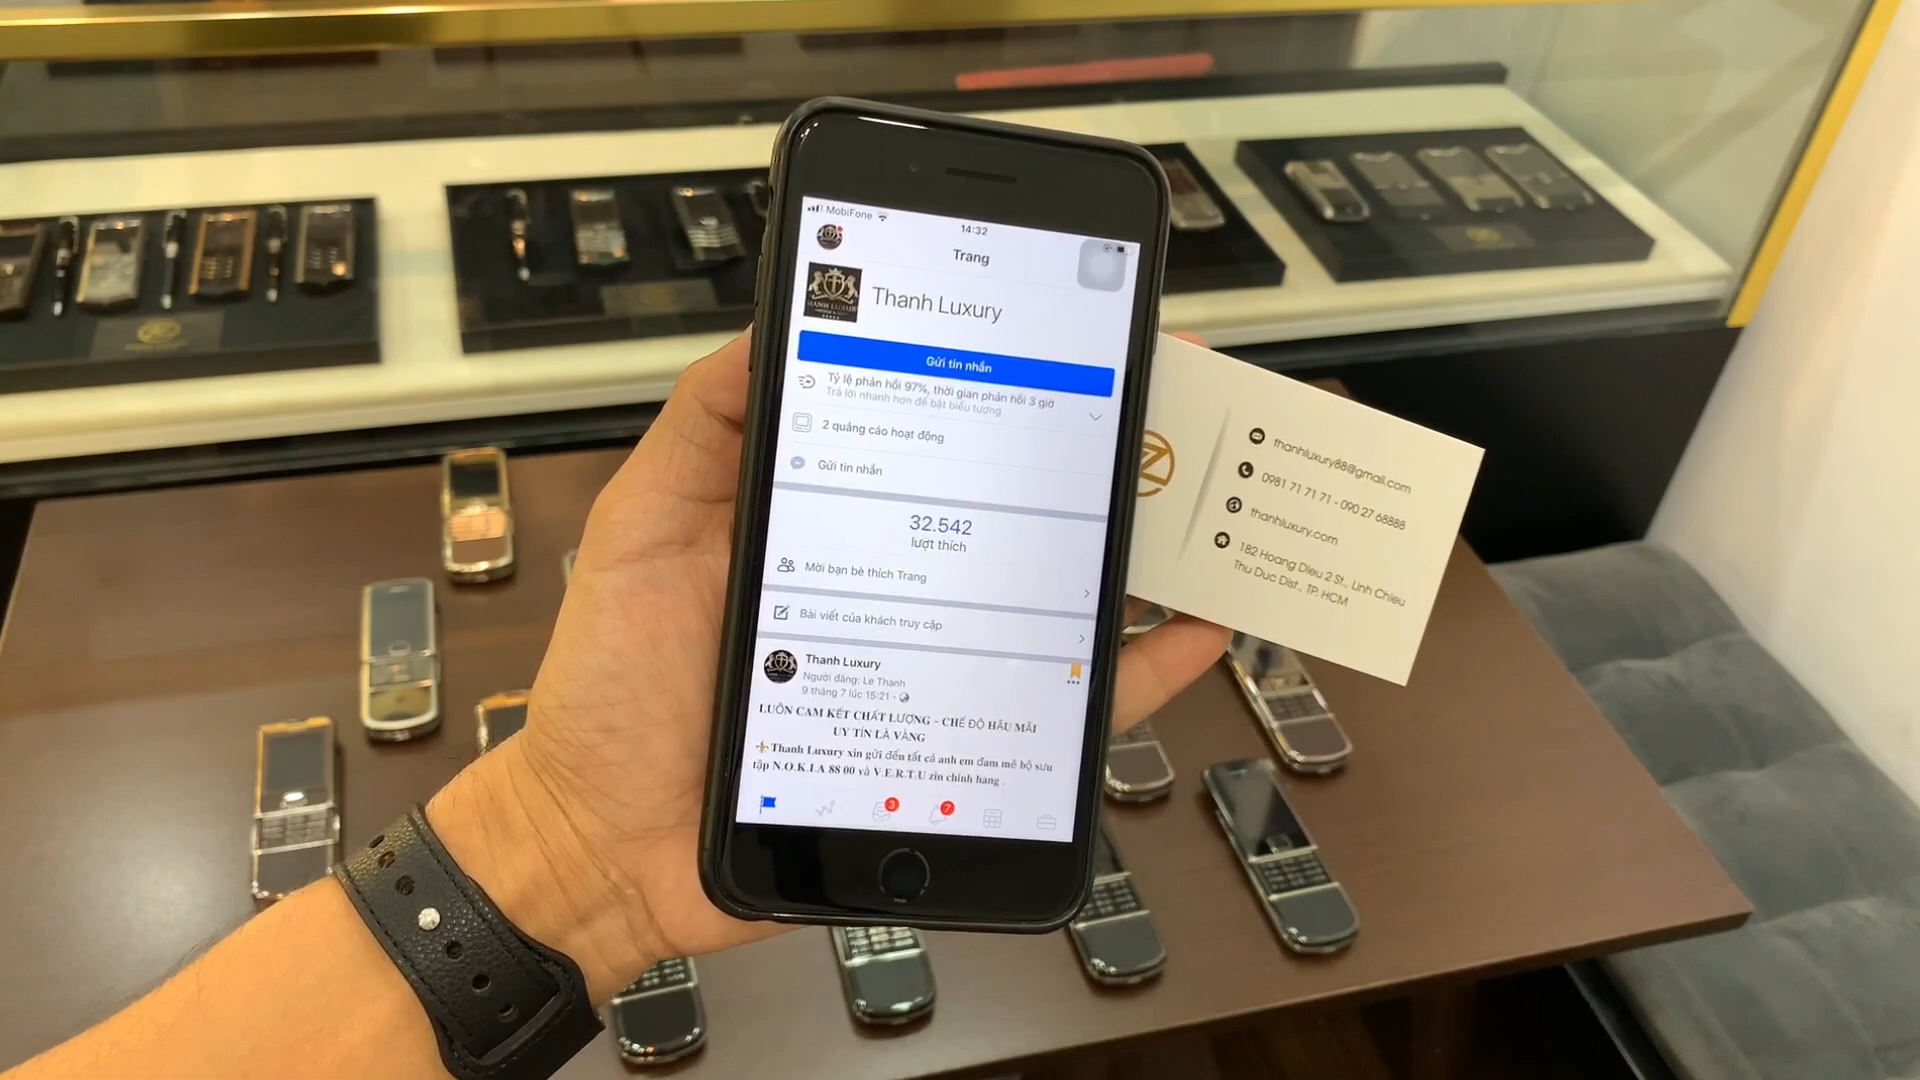 MobiFone
14:32
Trang
Thanh Luxury
Gửi tin nhắn
Tỷ lệ phản hồi 97%, thời gian phản hồi 3 giờ
Trả lời nhanh hơn để bật biểu tượng
2 quảng cáo hoạt động
Gửi tin nhắn
32.542
lượt thích
Mời bạn bè thích Trang
Bài viết của khách truy cập
Thanh Luxury
Người đăng: Le Thanh
9 tháng 7 lúc 15:21
LUÔN CAM KẾT CHẤT LƯỢNG - CHẾ ĐỘ HẬU MÃI
UY TÍN LÀ VÀNG
Thanh Luxury xin gửi đến tất cả anh em đam mê bộ sưu
tập N.O.K.I.A 88 00 và V.E.R.T.U zin chính hãng .
3
7
thanhluxury88@gmail.com
0981 71 71 71 - 090 27 68888
thanhluxury.com
182 Hoang Dieu 2 St., Linh Chieu
Thu Duc Dist., TP. HCM